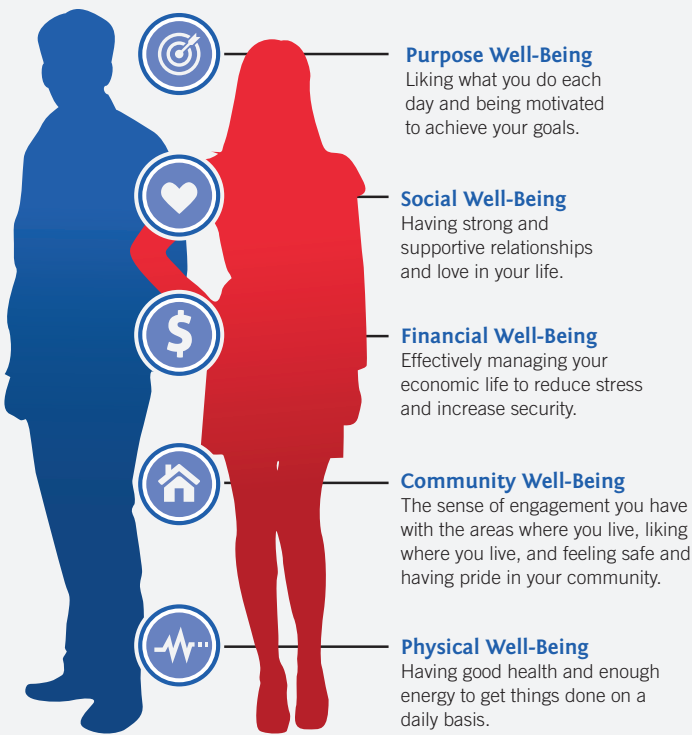 Purpose Well-Being
Liking what you do each
day and being motivated
to achieve your goals.
Social Well-Being
Having strong and
supportive relationships
and love in your life.
$
Financial Well-Being
Effectively managing your
economic life to reduce stress
and increase security.
Community Well-Being
The sense of engagement you have
with the areas where you live, liking
where you live, and feeling safe and
having pride in your community.
Physical Well-Being
Having good health and enough
energy to get things done on a
daily basis.